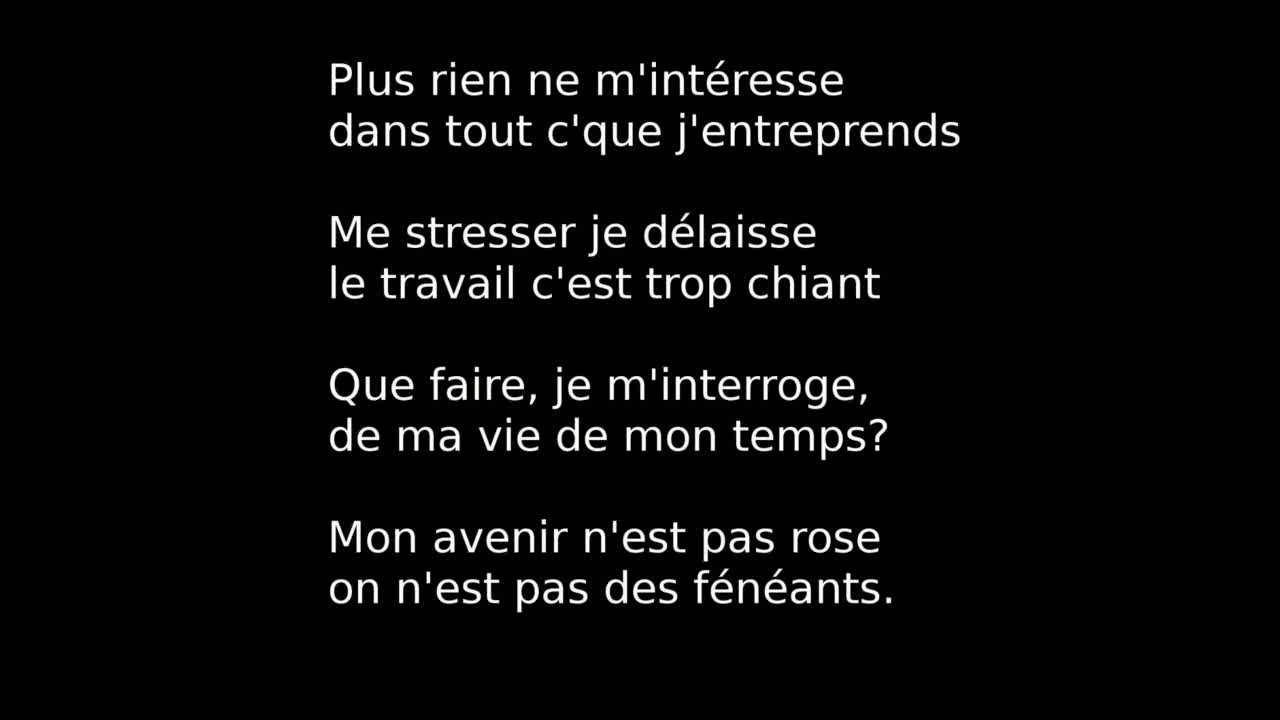 Plus rien ne m'intéresse
dans tout c'que j'entreprends
Me stresser je délaisse
le travail c'est trop chiant
Que faire, je m'interroge,
de ma vie de mon temps?
Mon avenir n'est pas rose
on n'est pas des fénéants.